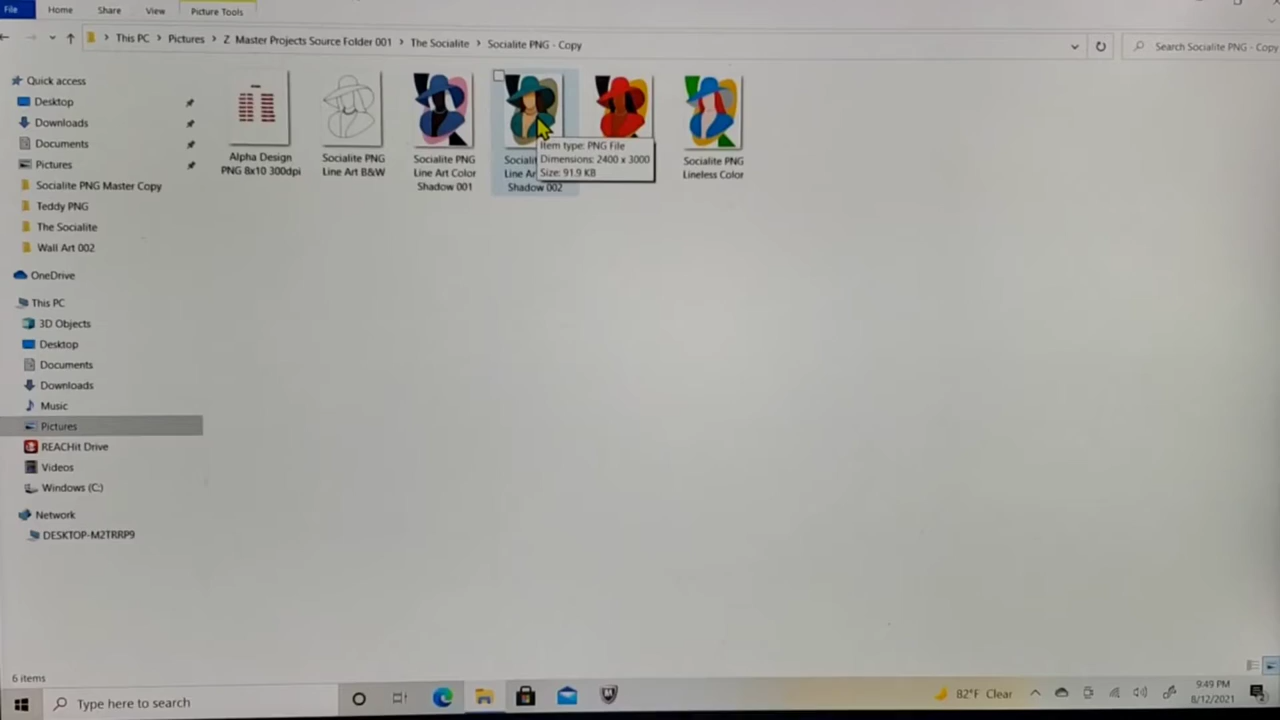 File
Home
Share
View
Picture Tools
This PC
Pictures
Z Master Projects Source Folder 001
The Socialite
Socialite PNG - Copy
Search Socialite PNG - Copy
Quick access
Desktop
Downloads
Documents
Pictures
Socialite PNG Master Copy
Teddy PNG
The Socialite
Wall Art 002
OneDrive
This PC
3D Objects
Desktop
Documents
Downloads
Music
Pictures
REACHit Drive
Videos
Windows (C:)
Network
DESKTOP-M2TRRP9
Alpha Design
PNG 8x10 300dpi
Socialite PNG
Line Art B&W
Socialite PNG
Line Art Color
Shadow 001
Shadow 002
Item type: PNG File
Dimensions: 2400 x 3000
Size: 91.9 KB
Socialite PNG
Lineless Color
6 items
Type here to search
82°F Clear
9:49 PM
8/12/2021